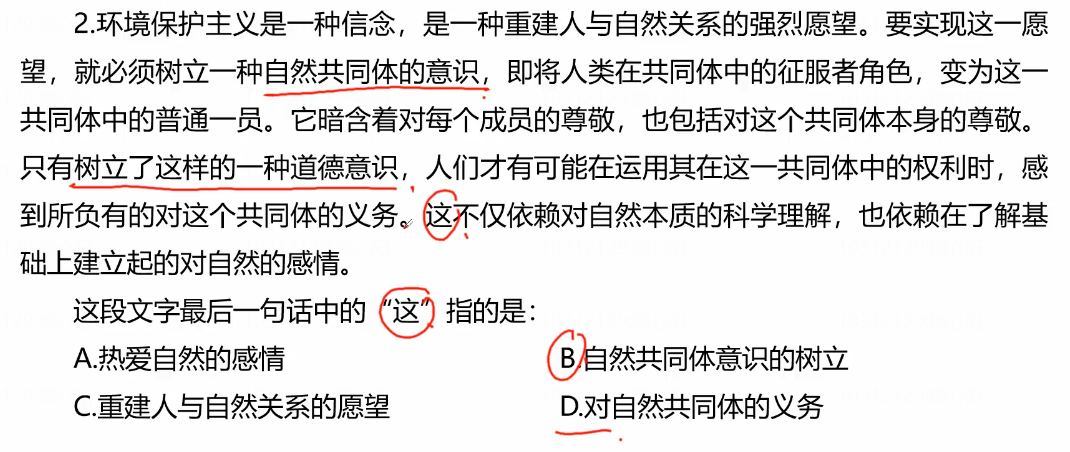 2.环境保护主义是一种信念，是一种重建人与自然关系的强烈愿望。要实现这一愿
望，就必须树立一种自然共同体的意识，即将人类在共同体中的征服者角色，变为这一
共同体中的普通一员。它暗含着对每个成员的尊敬，也包括对这个共同体本身的尊敬。
只有树立了这样的一种道德意识，人们才有可能在运用其在这一共同体中的权利时，感
到所负有的对这个共同体的义务。这不仅依赖对自然本质的科学理解，也依赖在了解基
础上建立起的对自然的感情。
这段文字最后一句话中的“这”指的是：
A.热爱自然的感情 B.自然共同体意识的树立
C.重建人与自然关系的愿望 D.对自然共同体的义务